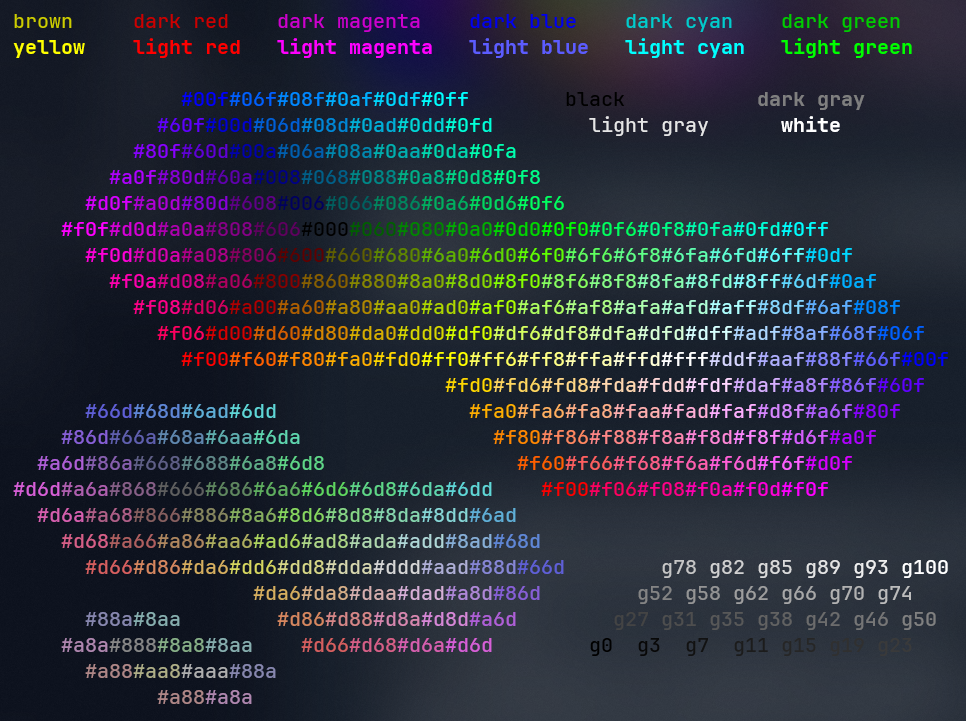 brown dark red dark magenta dark blue dark cyan dark green
yellow light red light magenta light blue light cyan light green
#00f#06f#08f#0af#0df#0ff black dark gray
#60f#00d#06d#08d#0ad#0dd#0fd light gray white
#80f#60d#00a#06a#08a#0aa#0da#0fa
#a0f#80d#60a#008#068#088#0a8#0d8#0f8
#d0f#a0d#80d#608#006#066#086#0a6#0d6#0f6
#f0f#d0d#a0a#808#606#000#060#080#0a0#0d0#0f0#0f6#0f8#0fa#0fd#0ff
#f0d#d0a#a08#806#600#660#680#6a0#6d0#6f0#6f6#6f8#6fa#6fd#6ff#0df
#f0a#d08#a06#800#860#880#8a0#8d0#8f0#8f6#8f8#8fa#8fd#8ff#6df#0af
#f08#d06#a00#a60#a80#aa0#ad0#af0#af6#af8#afa#afd#aff#8df#6af#08f
#f06#d00#d60#d80#da0#dd0#df0#df6#df8#dfa#dfd#dff#adf#8af#68f#06f
#f00#f60#f80#fa0#fd0#ff0#ff6#ff8#ffa#ffd#fff#ddf#aaf#88f#66f#00f
#fd0#fd6#fd8#fda#fdd#fdf#daf#a8f#86f#60f
#66d#68d#6ad#6dd #fa0#fa6#fa8#faa#fad#faf#d8f#a6f#80f
#86d#66a#68a#6aa#6da #f80#f86#f88#f8a#f8d#f8f#d6f#a0f
#a6d#86a#668#688#6a8#6d8 #f60#f66#f68#f6a#f6d#f6f#d0f
#d6d#a6a#868#666#686#6a6#6d6#6d8#6da#6dd #f00#f06#f08#f0a#f0d#f0f
#d6a#a68#866#886#8a6#8d6#8d8#8da#8dd#6ad
#d68#a66#a86#aa6#ad6#ad8#ada#add#8ad#68d
#d66#d86#da6#dd6#dd8#dda#ddd#aad#88d#66d g78 g82 g85 g89 g93 g100
#da6#da8#daa#dad#a8d#86d g52 g58 g62 g66 g70 g74
#88a#8aa #d86#d88#d8a#d8d#a6d g27 g31 g35 g38 g42 g46 g50
#a8a#888#8a8#8aa #d66#d68#d6a#d6d g0 g3 g7 g11 g15 g19 g23
#a88#aa8#aaa#88a
#a88#a8a